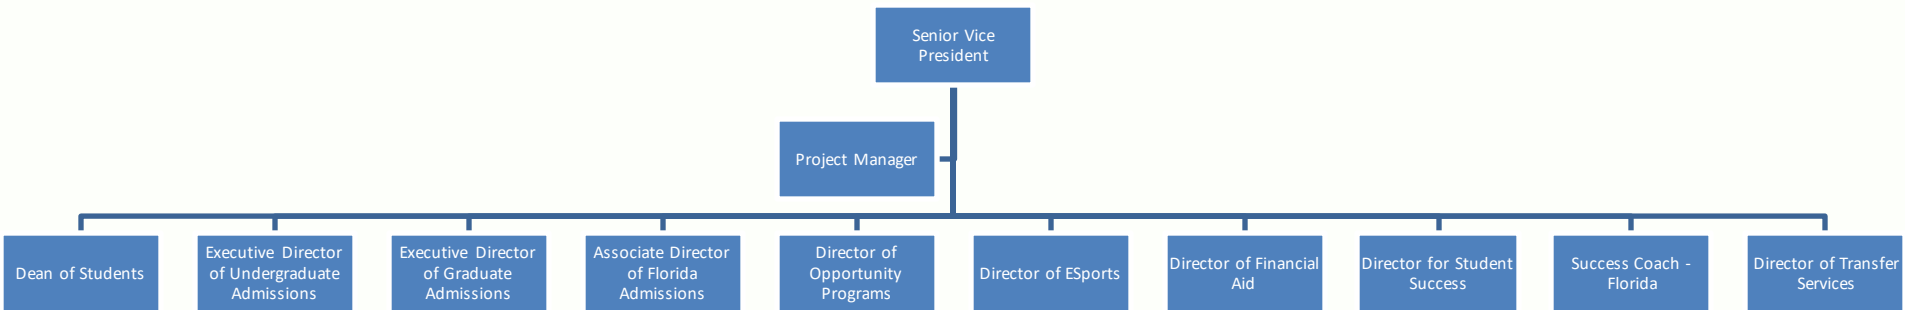 Senior Vice
President
Project Manager
Dean of Students
Executive Director
of Undergraduate
Admissions
Executive Director
of Graduate
Admissions
Associate Director
of Florida
Admissions
Director of
Opportunity
Programs
Director of ESports
Director of Financial
Aid
Director for Student
Success
Success Coach -
Florida
Director of Transfer
Services